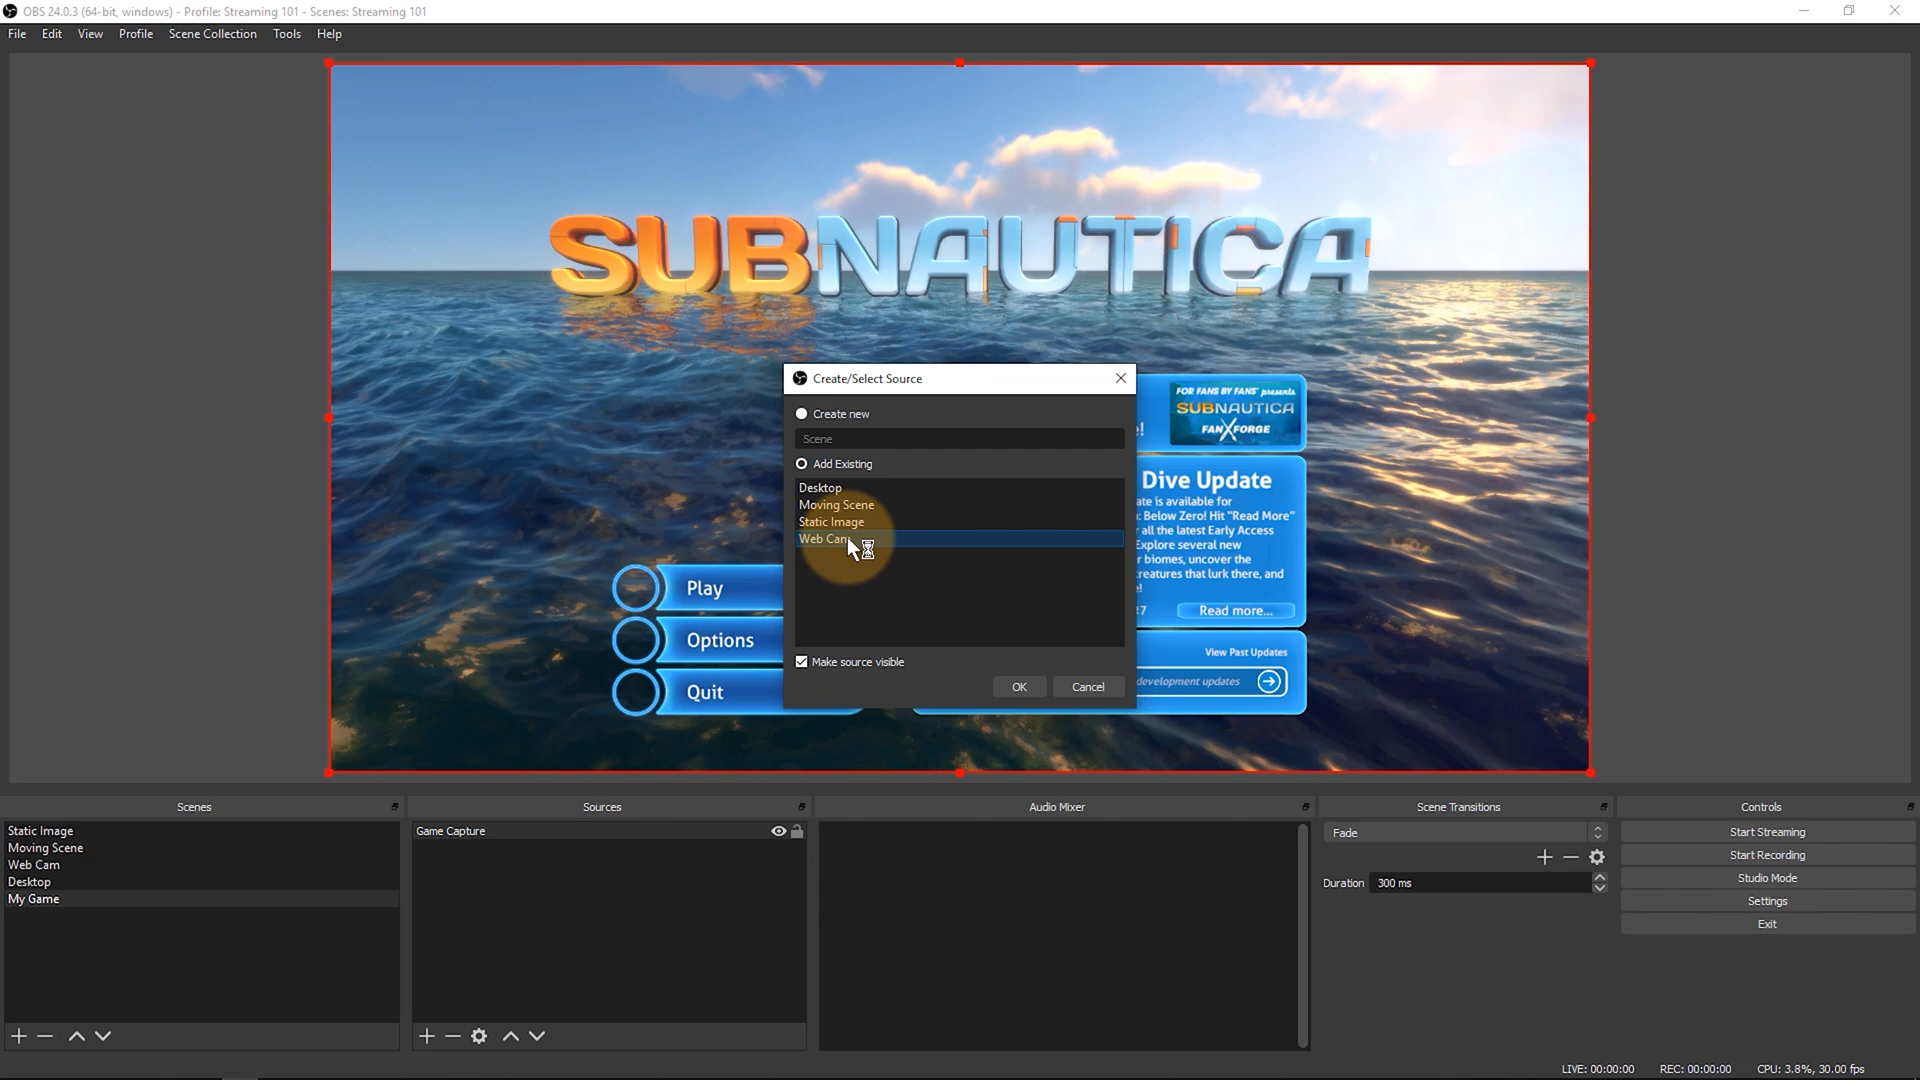 OBS 24.0.3 (64-bit, windows) - Profile: Streaming 101 - Scenes: Streaming 101
File Edit View Profile Scene Collection Tools Help
SUBNAUTICA
Create/Select Source
Create new
Scene
Add Existing
Desktop
Moving Scene
Static Image
Web Cam
Make source visible
OK Cancel
FOR FANS BY FANS' presents
SUBNAUTICA
FANFORGE
e!
Dive Update
ate is available for
: Below Zero! Hit "Read More"
all the latest Early Access
Explore several new
r biomes, uncover the
creatures that lurk there, and
e!
27 Read more...
View Past Updates
development updates
Play
Options
Quit
Scenes
Static Image
Moving Scene
Web Cam
Desktop
My Game
Sources
Game Capture
Audio Mixer
Scene Transitions
Fade
Duration 300 ms
Controls
Start Streaming
Start Recording
Studio Mode
Settings
Exit
LIVE: 00:00:00 REC: 00:00:00 CPU: 3.8%, 30.00 fps